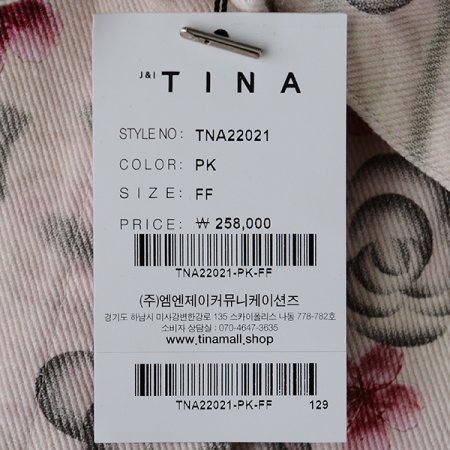 J&I TINA
STYLE NO: TNA22021
COLOR: PK
SIZE: FF
PRICE: ₩ 258,000
TNA22021-PK-FF
(주)엠엔제이커뮤니케이션즈
경기도 하남시 미사강변한강로 135 스카이폴리스 나동 778-782호
소비자 상담실 : 070-4647-3635
www.tinamall.shop
TNA22021-PK-FF 129